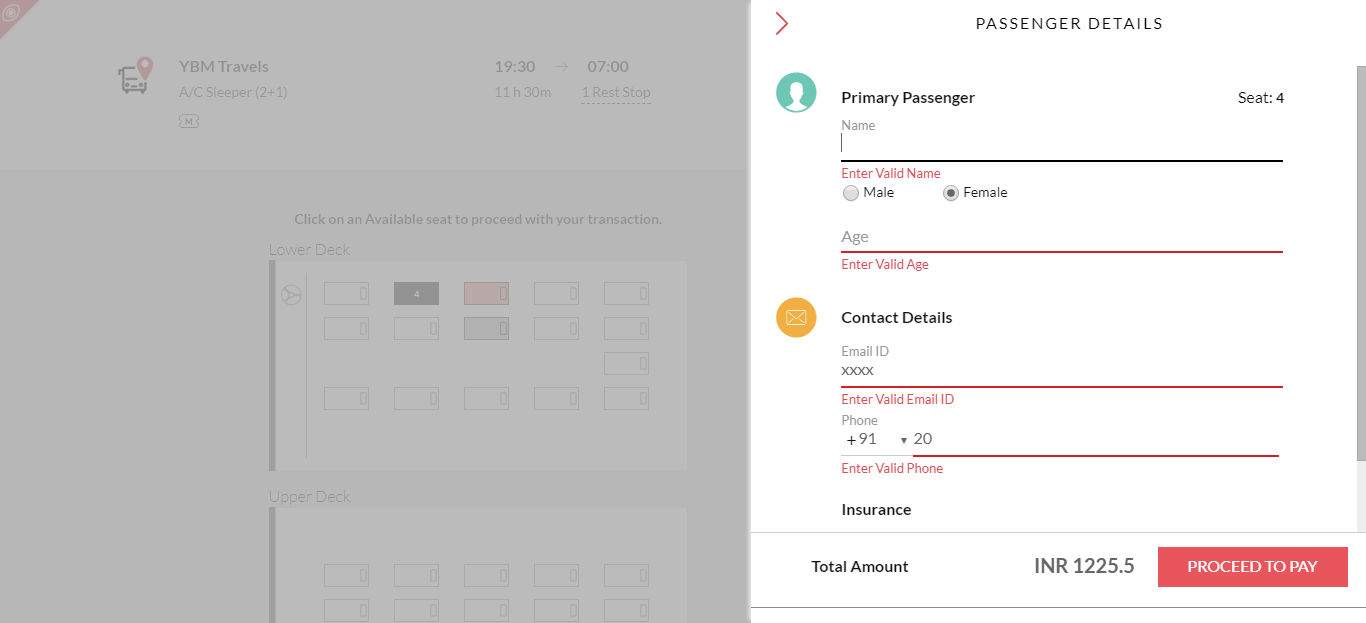 YBM Travels
19:30 → 07:00
A/C Sleeper (2+1)
11 h 30m
1 Rest Stop
M
Click on an Available seat to proceed with your transaction.
Lower Deck
4
Upper Deck
PASSENGER DETAILS
Primary Passenger
Seat: 4
Name
Enter Valid Name
Male
Female
Age
Enter Valid Age
Contact Details
Email ID
xxxx
Enter Valid Email ID
Phone
+91 ▾ 20
Enter Valid Phone
Insurance
Total Amount
INR 1225.5
PROCEED TO PAY